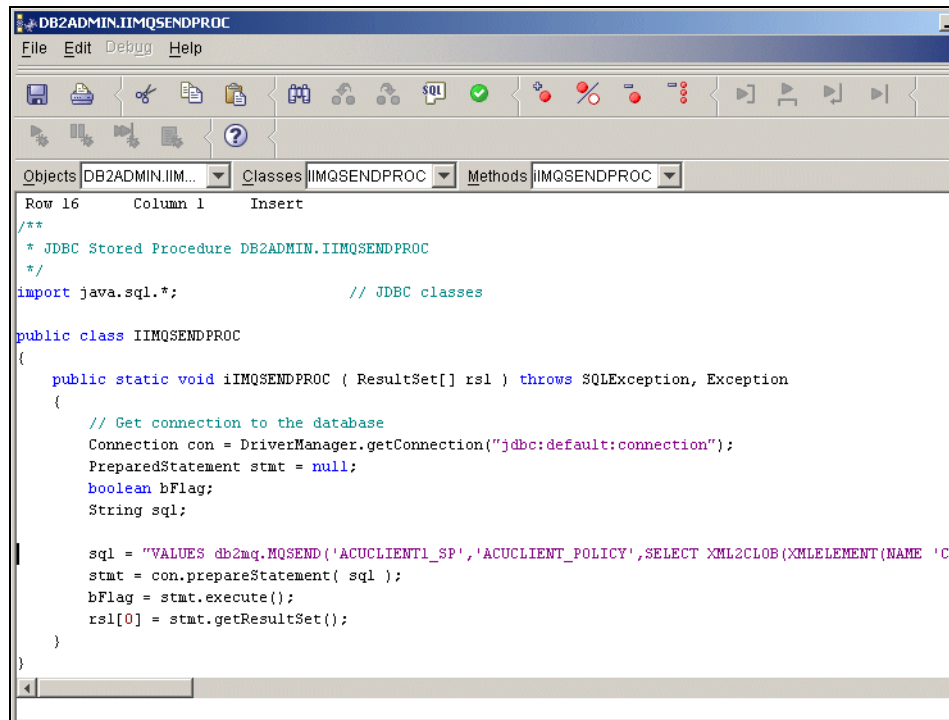 DB2ADMIN.IIMQSENDPROC
File Edit Debug Help
SQL
?
Objects DB2ADMIN.IIM... Classes IIMQSENDPROC Methods iIMQSENDPROC
Row 16 Column 1 Insert
/**
* JDBC Stored Procedure DB2ADMIN.IIMQSENDPROC
*/
import java.sql.*; // JDBC classes
public class IIMQSENDPROC
{
public static void iIMQSENDPROC ( ResultSet[] rsl ) throws SQLException, Exception
{
// Get connection to the database
Connection con = DriverManager.getConnection("jdbc:default:connection");
PreparedStatement stmt = null;
boolean bFlag;
String sql;
sql = "VALUES db2mq.MQSEND('ACUCLIENT1_SP','ACUCLIENT_POLICY',SELECT XML2CLOB(XMLELEMENT(NAME 'C
stmt = con.prepareStatement( sql );
bFlag = stmt.execute();
rsl[0] = stmt.getResultSet();
}
}